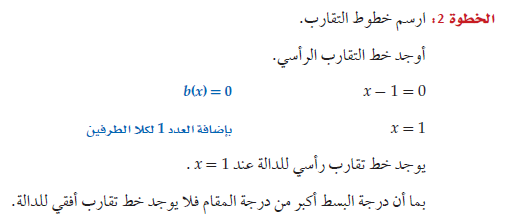 الخطوة 2: ارسم خطوط التقارب.
أوجد خط التقارب الرأسي.
x − 1 = 0 b(x) = 0
x = 1 بإضافة العدد 1 لكلا الطرفين
يوجد خط تقارب رأسي للدالة عند x = 1 .
بما أن درجة البسط أكبر من درجة المقام فلا يوجد خط تقارب أفقي للدالة.